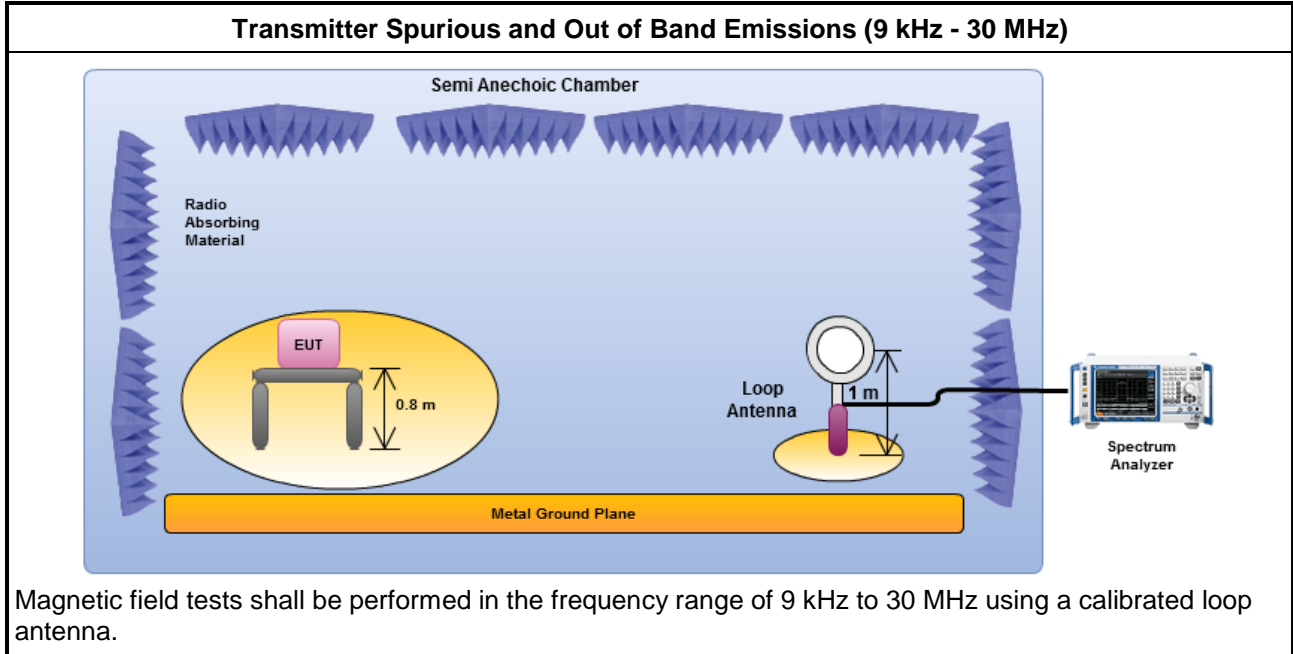 Transmitter Spurious and Out of Band Emissions (9 kHz - 30 MHz)
Semi Anechoic Chamber
Radio
Absorbing
Material
EUT
0.8 m
Loop
Antenna
1 m
Spectrum
Analyzer
Metal Ground Plane
Magnetic field tests shall be performed in the frequency range of 9 kHz to 30 MHz using a calibrated loop
antenna.